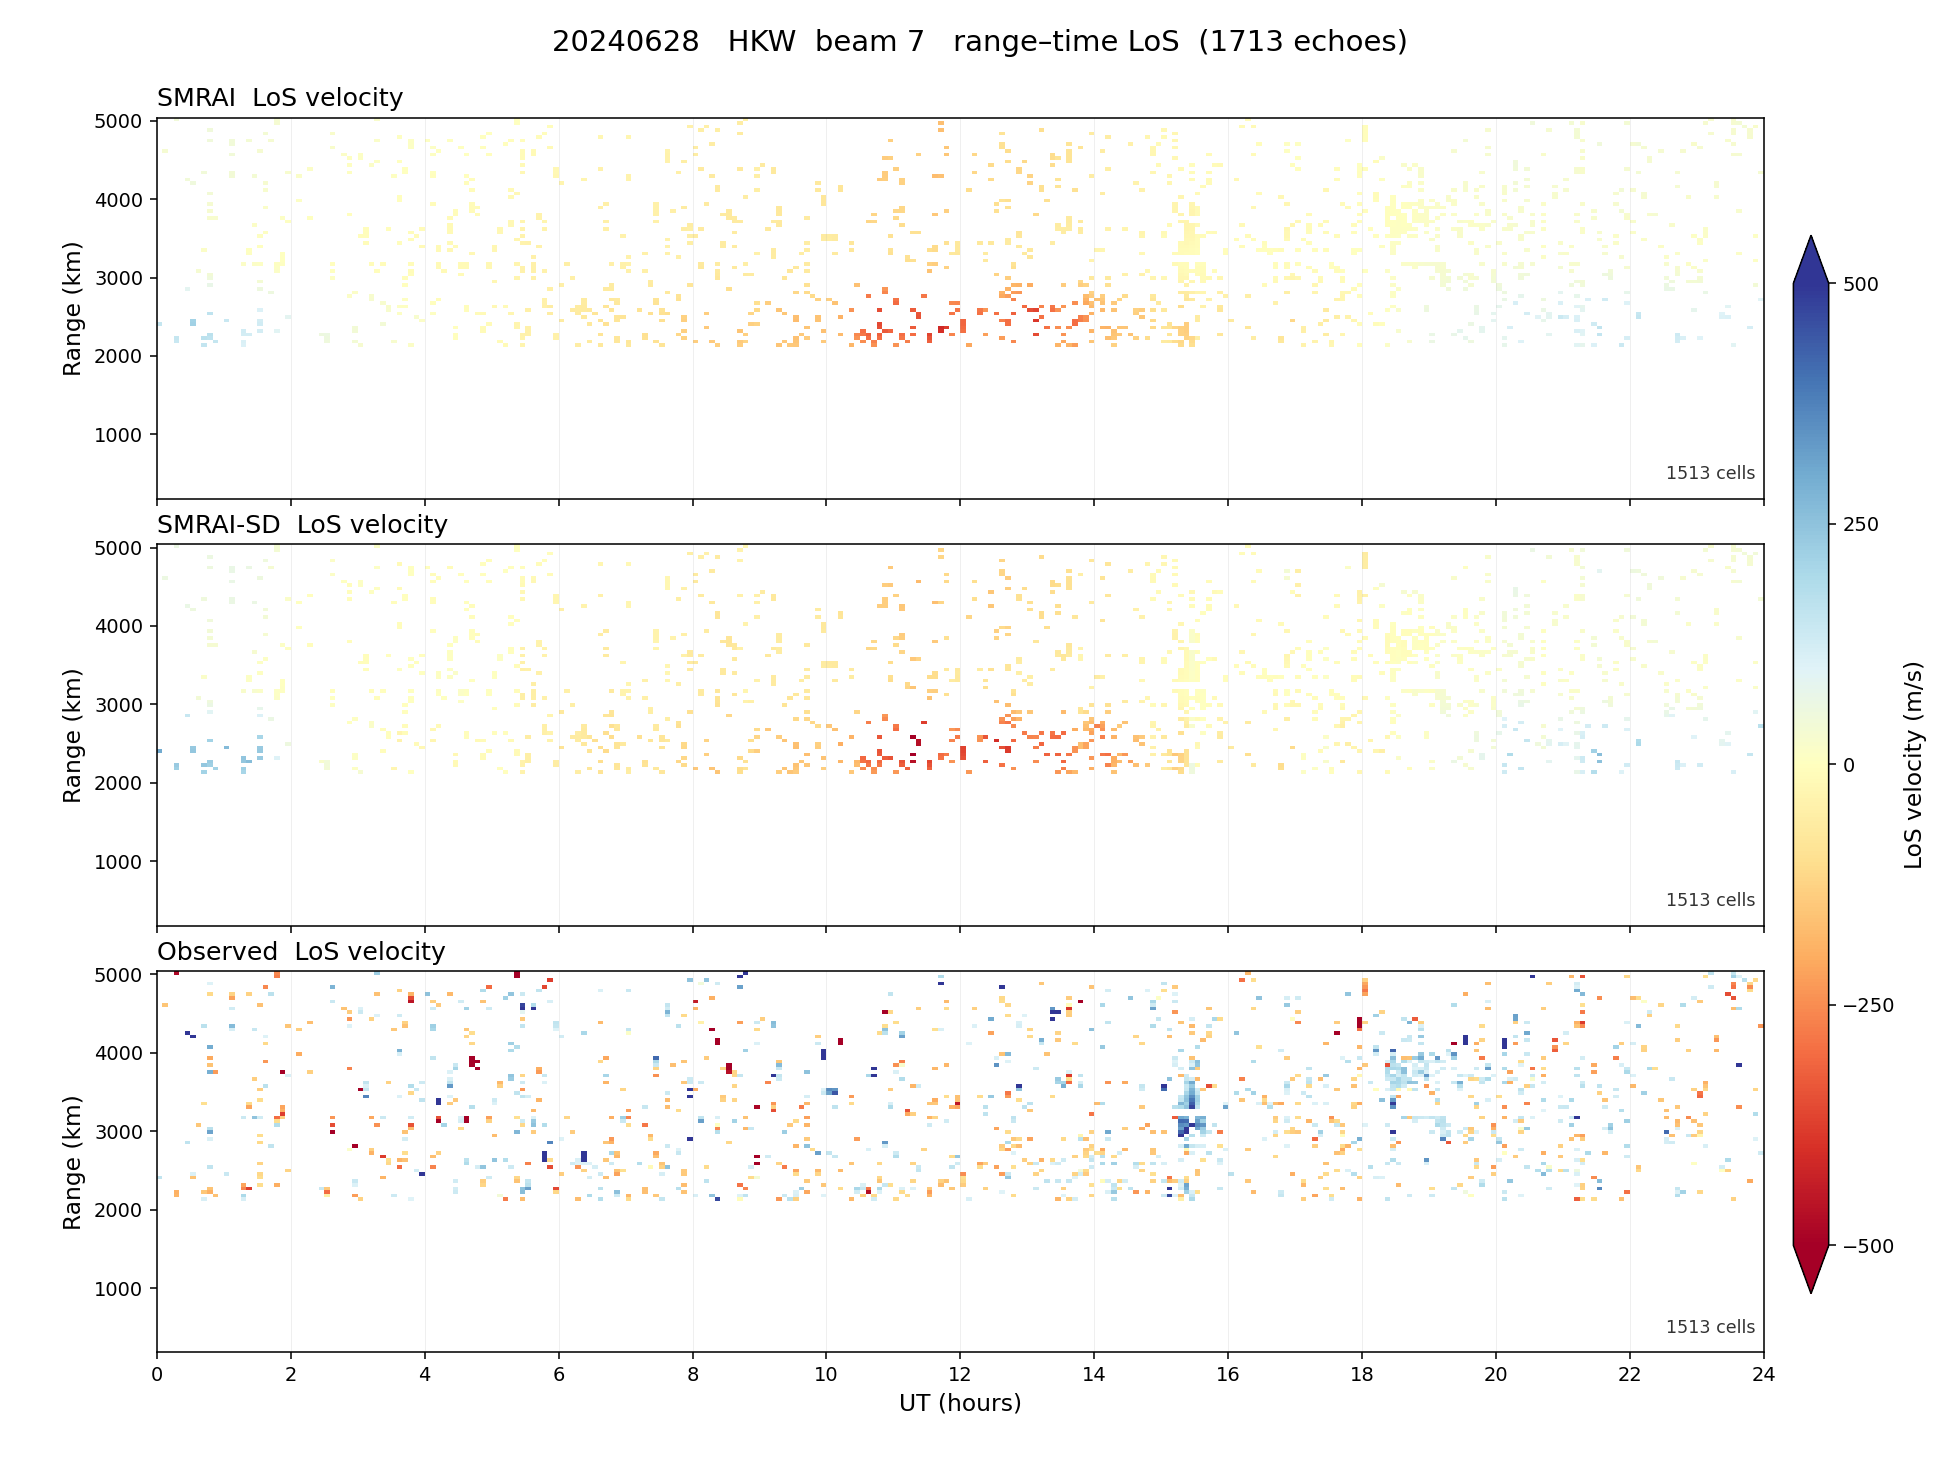 20240628   HKW  beam 7   range–time LoS  (1713 echoes)
SMRAI  LoS velocity
5000
4000
3000
2000
1000
Range (km)
1513 cells
SMRAI-SD  LoS velocity
5000
4000
3000
2000
1000
Range (km)
1513 cells
Observed  LoS velocity
5000
4000
3000
2000
1000
Range (km)
1513 cells
0 2 4 6 8 10 12 14 16 18 20 22 24
UT (hours)
500
250
0
−250
−500
LoS velocity (m/s)